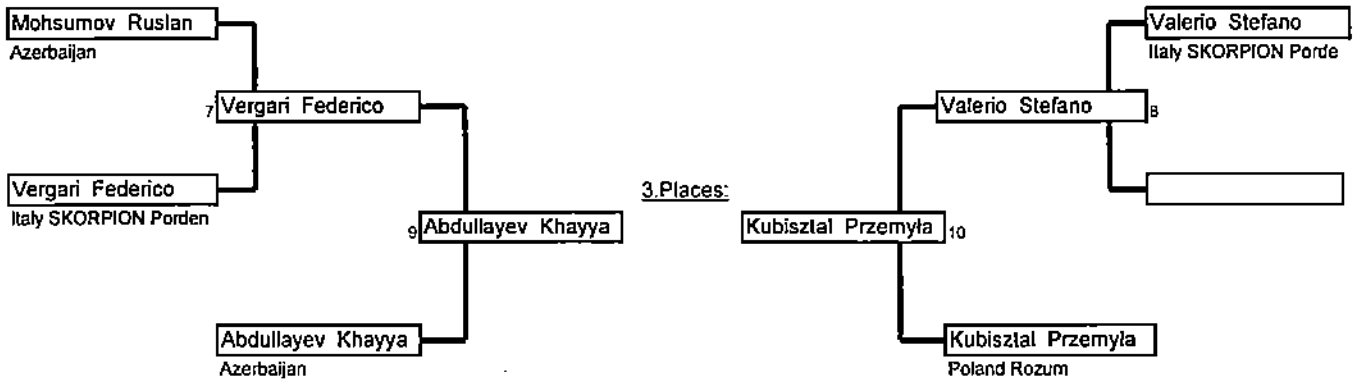 Mohsumov Ruslan
Azerbaijan
7 Vergari Federico
Vergari Federico
Italy SKORPION Porden
9 Abdullayev Khayya
Abdullayev Khayya
Azerbaijan
3.Places:
Valerio Stefano
Italy SKORPION Porde
Valerio Stefano 8
Kubisztal Przemyła 10
Kubisztal Przemyła
Poland Rozum